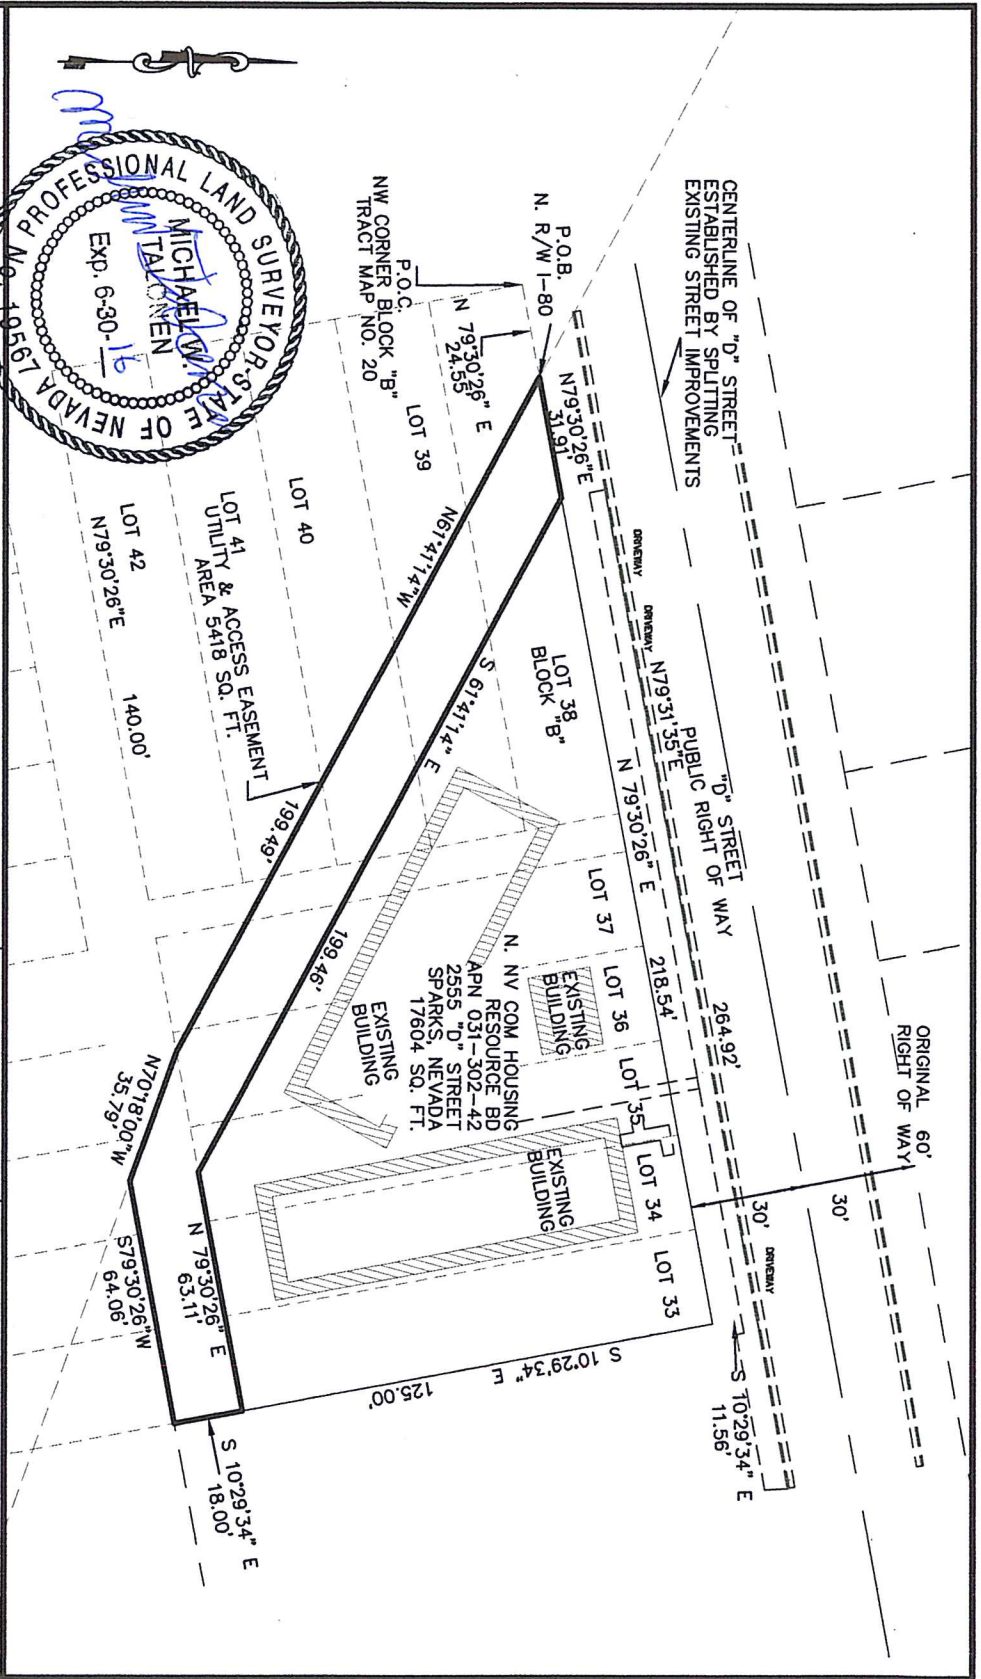 CENTERLINE OF "D" STREET
ESTABLISHED BY SPLITTING
EXISTING STREET IMPROVEMENTS
ORIGINAL 60'
RIGHT OF WAY
30'
30'
"D" STREET
PUBLIC RIGHT OF WAY
N79°31'35"E
264.92'
DRIVEWAY
DRIVEWAY
DRIVEWAY
S 10°29'34" E
11.56'
P.O.B.
N. R/W I-80
N79°30'26"E
31.91'
N 79°30'26" E
218.54'
P.O.C.
NW CORNER BLOCK "B"
TRACT MAP NO. 20
N 79°30'26" E
24.55'
LOT 38
BLOCK "B"
LOT 37
LOT 36
LOT 35
LOT 34
LOT 33
LOT 39
LOT 40
LOT 41
UTILITY & ACCESS EASEMENT
AREA 5418 SQ. FT.
LOT 42
N79°30'26"E
140.00'
N61°41'14"W
199.49'
S 61°41'14" E
199.46'
EXISTING
BUILDING
N. NV COM HOUSING
RESOURCE BD
APN 031-302-42
2555 "D" STREET
SPARKS, NEVADA
17604 SQ. FT.
EXISTING
BUILDING
EXISTING
BUILDING
S 10°29'34" E
125.00'
N70°18'00"W
35.79'
N 79°30'26" E
63.11'
S79°30'26"W
64.06'
S 10°29'34" E
18.00'
PROFESSIONAL LAND SURVEYOR-STATE OF NEVADA
MICHAEL W.
TALONEN
Exp. 6-30-16
No. 19567